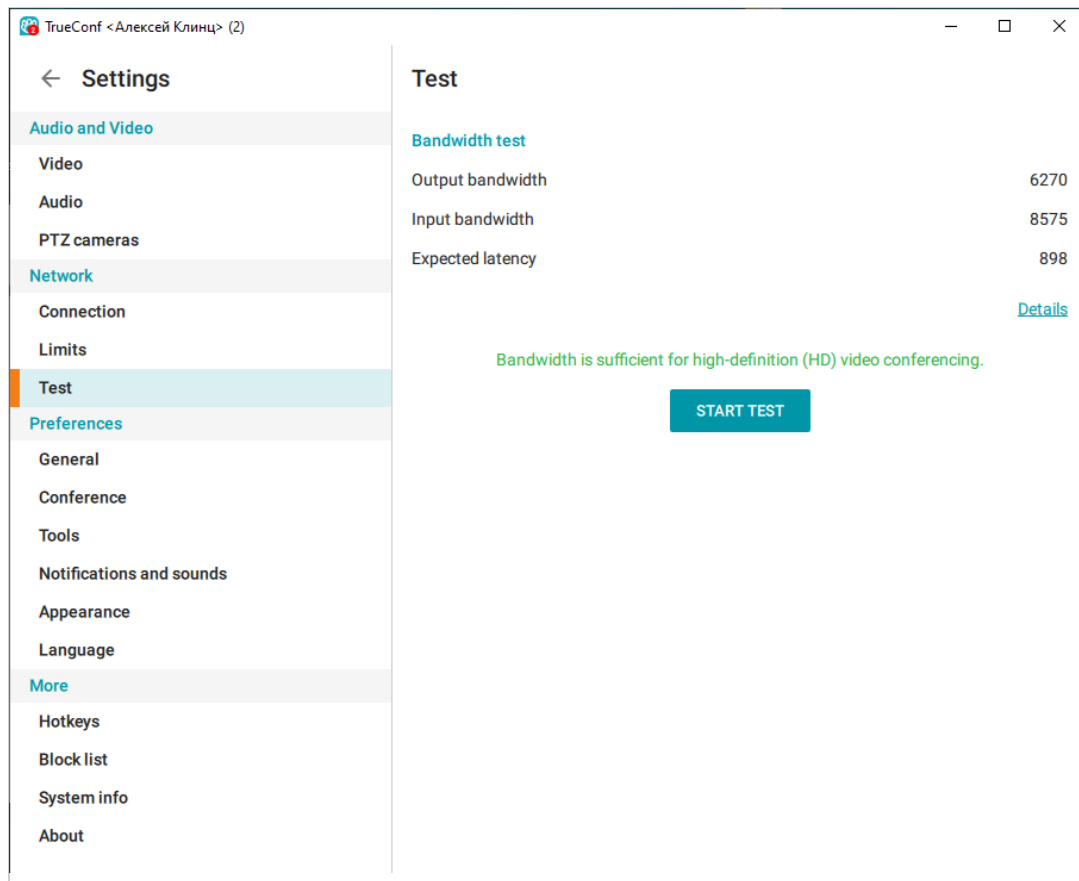 TrueConf <Алексей Клинц> (2)
Settings
Audio and Video
Video
Audio
PTZ cameras
Network
Connection
Limits
Test
Preferences
General
Conference
Tools
Notifications and sounds
Appearance
Language
More
Hotkeys
Block list
System info
About
Test
Bandwidth test
Output bandwidth 6270
Input bandwidth 8575
Expected latency 898
Details
Bandwidth is sufficient for high-definition (HD) video conferencing.
START TEST